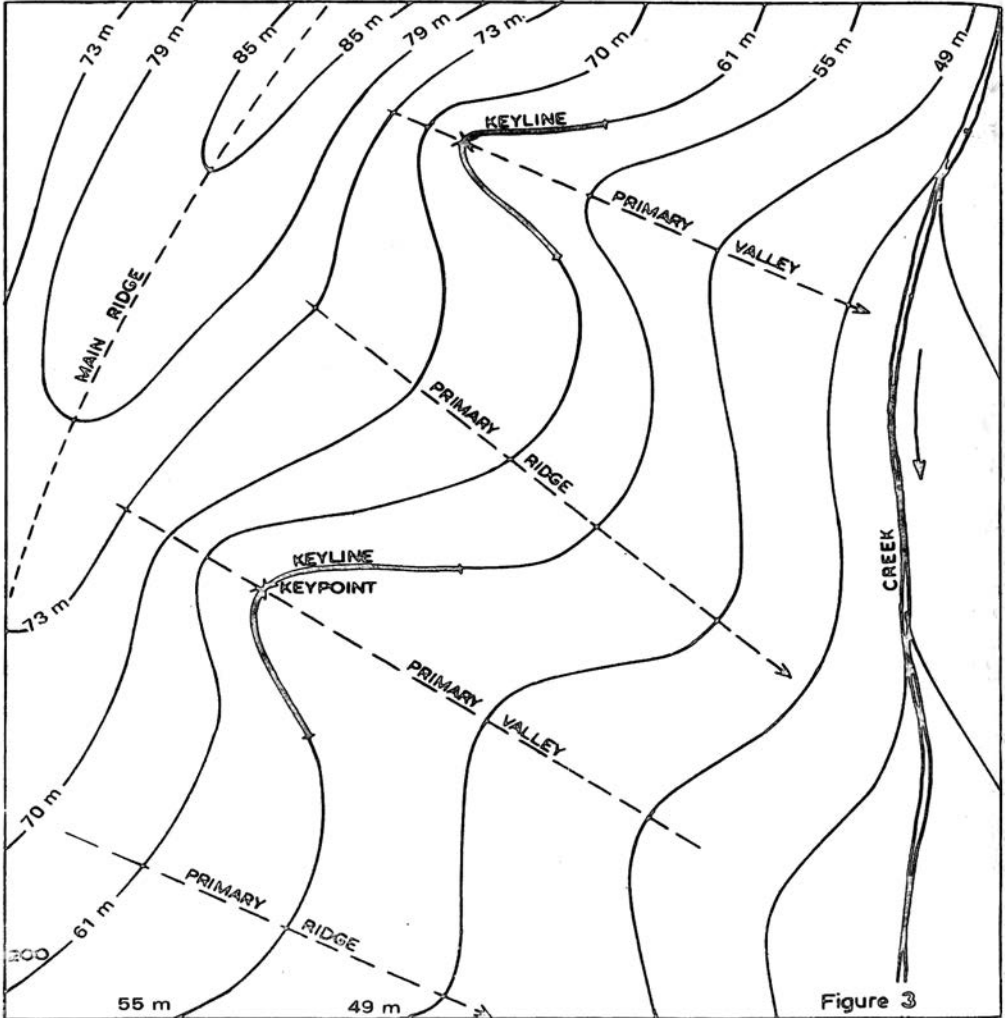 73 m
79 m
85 m
85 m
79 m
73 m.
70 m
61 m
55 m
49 m
KEYLINE
PRIMARY VALLEY
MAIN RIDGE
PRIMARY RIDGE
CREEK
KEYLINE
KEYPOINT
73 m
PRIMARY VALLEY
70 m
PRIMARY RIDGE
61 m
55 m
49 m
Figure 3